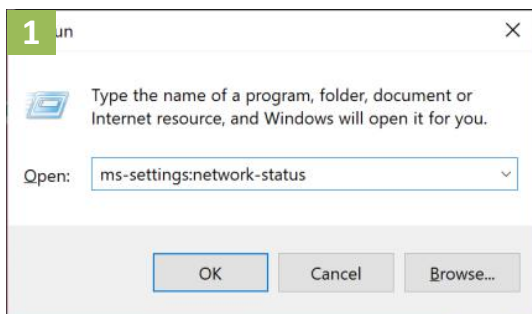 1 un
Type the name of a program, folder, document or
Internet resource, and Windows will open it for you.
Open: ms-settings:network-status
OK Cancel Browse...